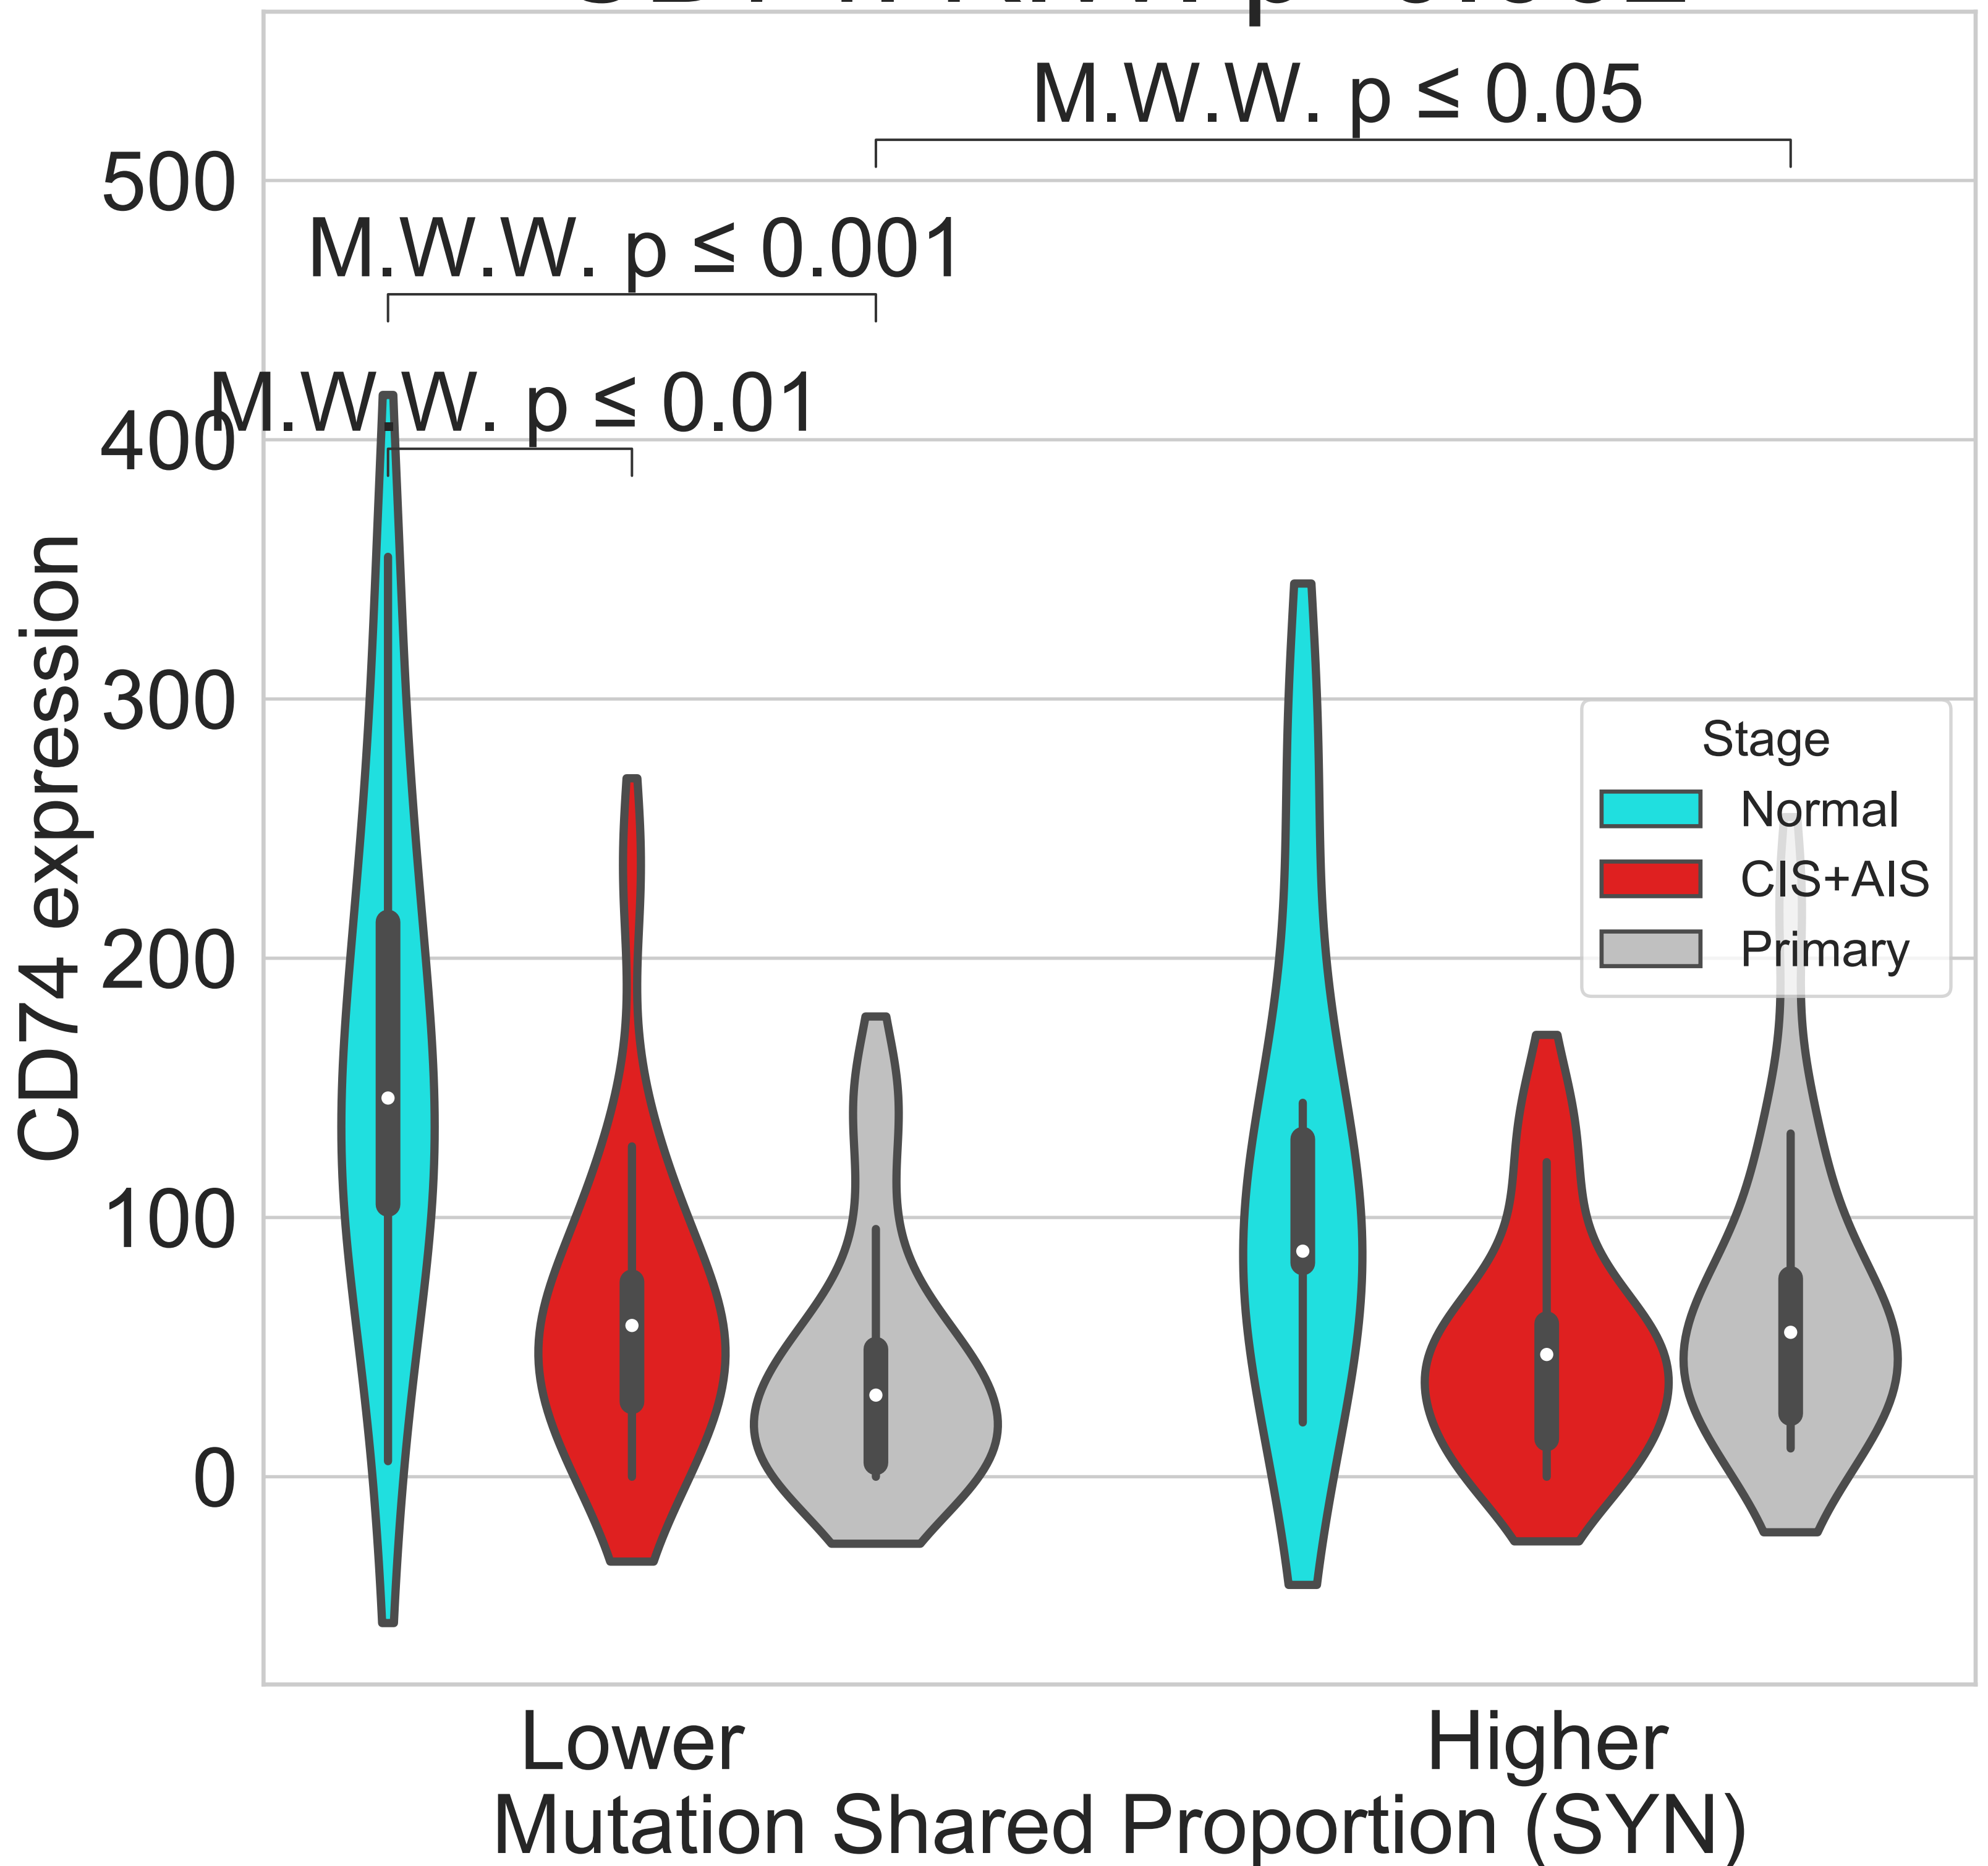 M.W.W. p ≤ 0.05
500
M.W.W. p ≤ 0.001
M.W.W. p ≤ 0.01
400
300
200
100
0
CD74 expression
Stage
Normal
CIS+AIS
Primary
Lower
Higher
Mutation Shared Proportion (SYN)